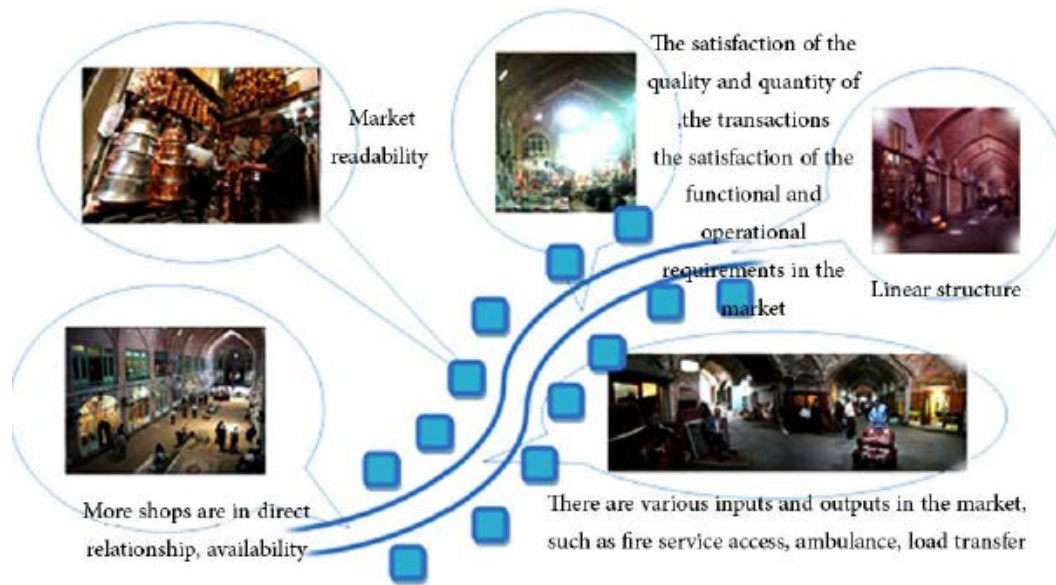 Market
readability
The satisfaction of the
quality and quantity of
,the transactions
the satisfaction of the
functional and
operational
requirements in the
market
Linear structure
More shops are in direct
relationship, availability
There are various inputs and outputs in the market,
such as fire service access, ambulance, load transfer